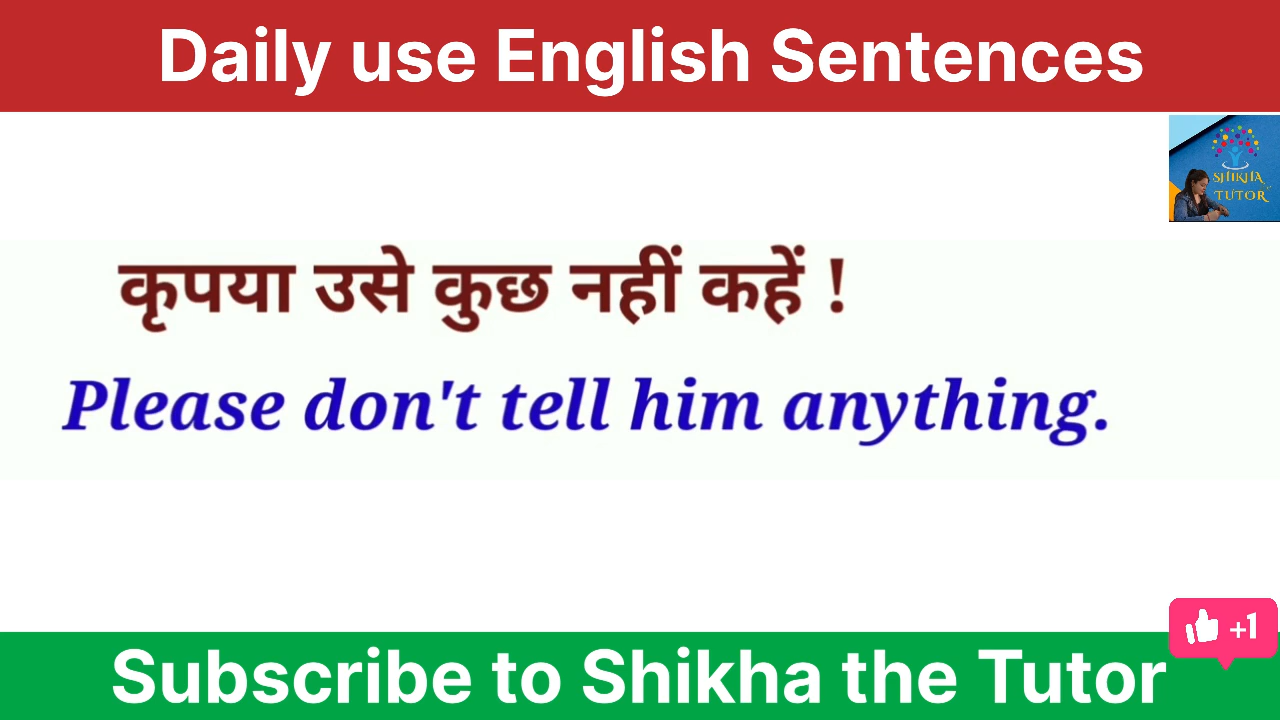 Daily use English Sentences
SHIKHA
TUTOR
कृपया उसे कुछ नहीं कहें !
Please don't tell him anything.
+1
Subscribe to Shikha the Tutor